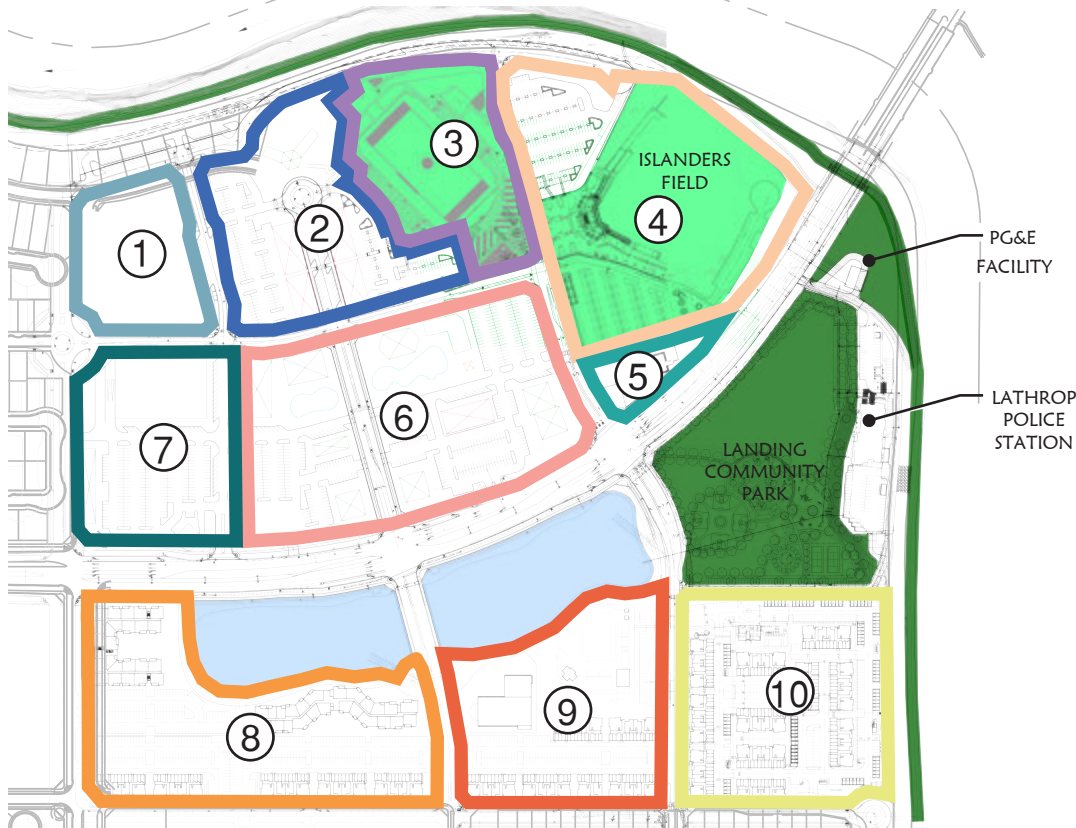 3
ISLANDERS
FIELD
4
2
1
PG&E
FACILITY
5
LATHROP
POLICE
STATION
6
7
LANDING
COMMUNITY
PARK
10
9
8